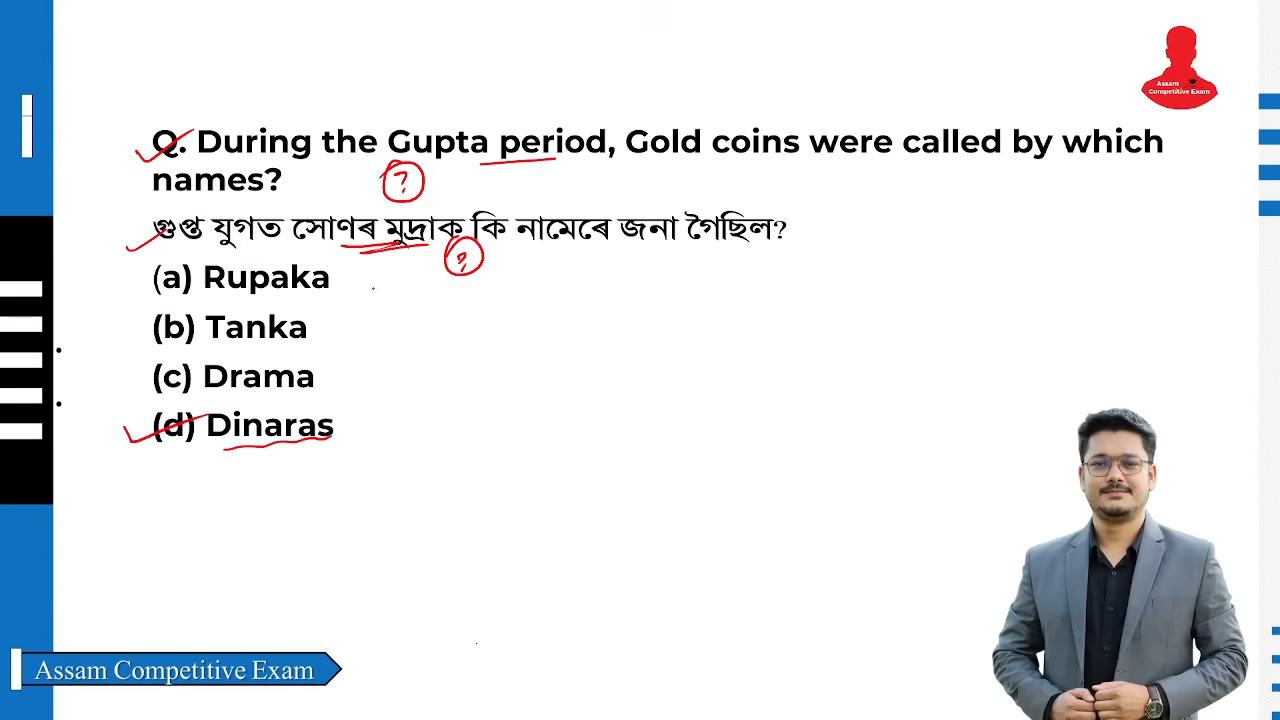 Assam
Competitive Exam
Q. During the Gupta period, Gold coins were called by which
names?
?
গুপ্ত যুগত সোণৰ মুদ্ৰাক কি নামেৰে জনা গৈছিল?
?
(a) Rupaka
(b) Tanka
(c) Drama
(d) Dinaras
Assam Competitive Exam